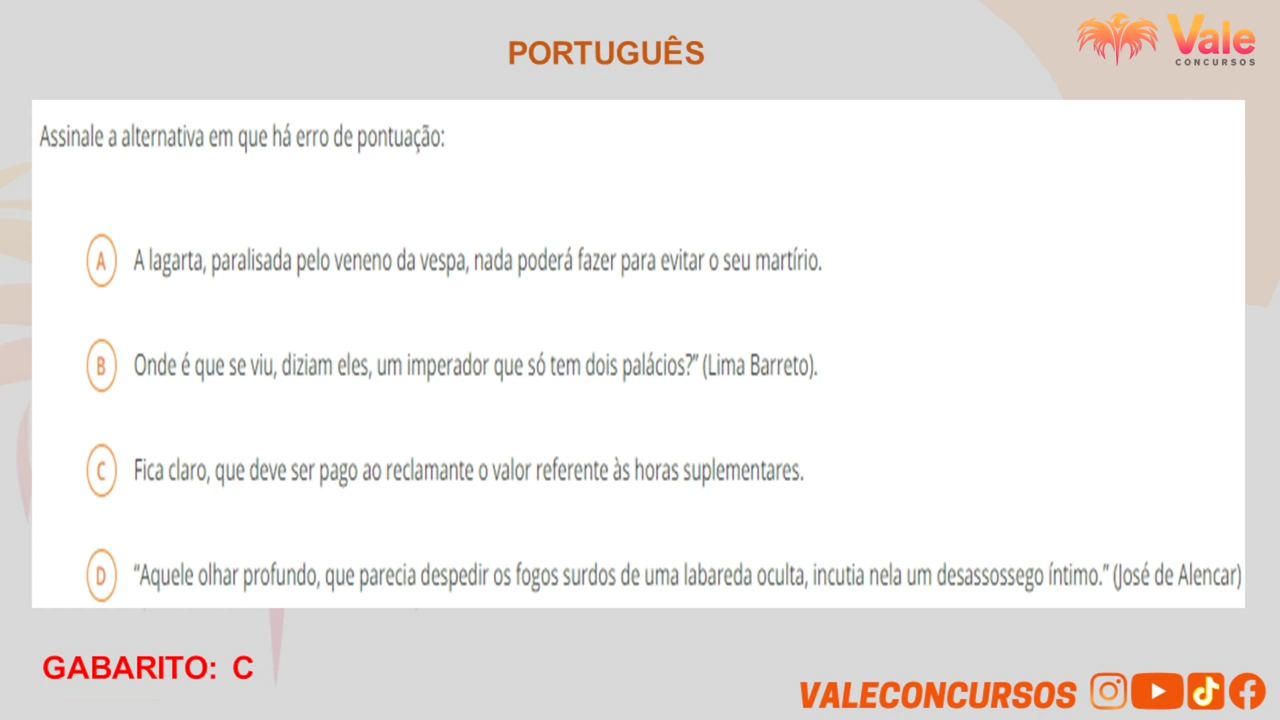 PORTUGUÊS
Vale
CONCURSOS
Assinale a alternativa em que há erro de pontuação:
A A lagarta, paralisada pelo veneno da vespa, nada poderá fazer para evitar o seu martírio.
B Onde é que se viu, diziam eles, um imperador que só tem dois palácios?” (Lima Barreto).
C Fica claro, que deve ser pago ao reclamante o valor referente às horas suplementares.
D “Aquele olhar profundo, que parecia despedir os fogos surdos de uma labareda oculta, incutia nela um desassossego íntimo.” (José de Alencar)
GABARITO: C
VALECONCURSOS